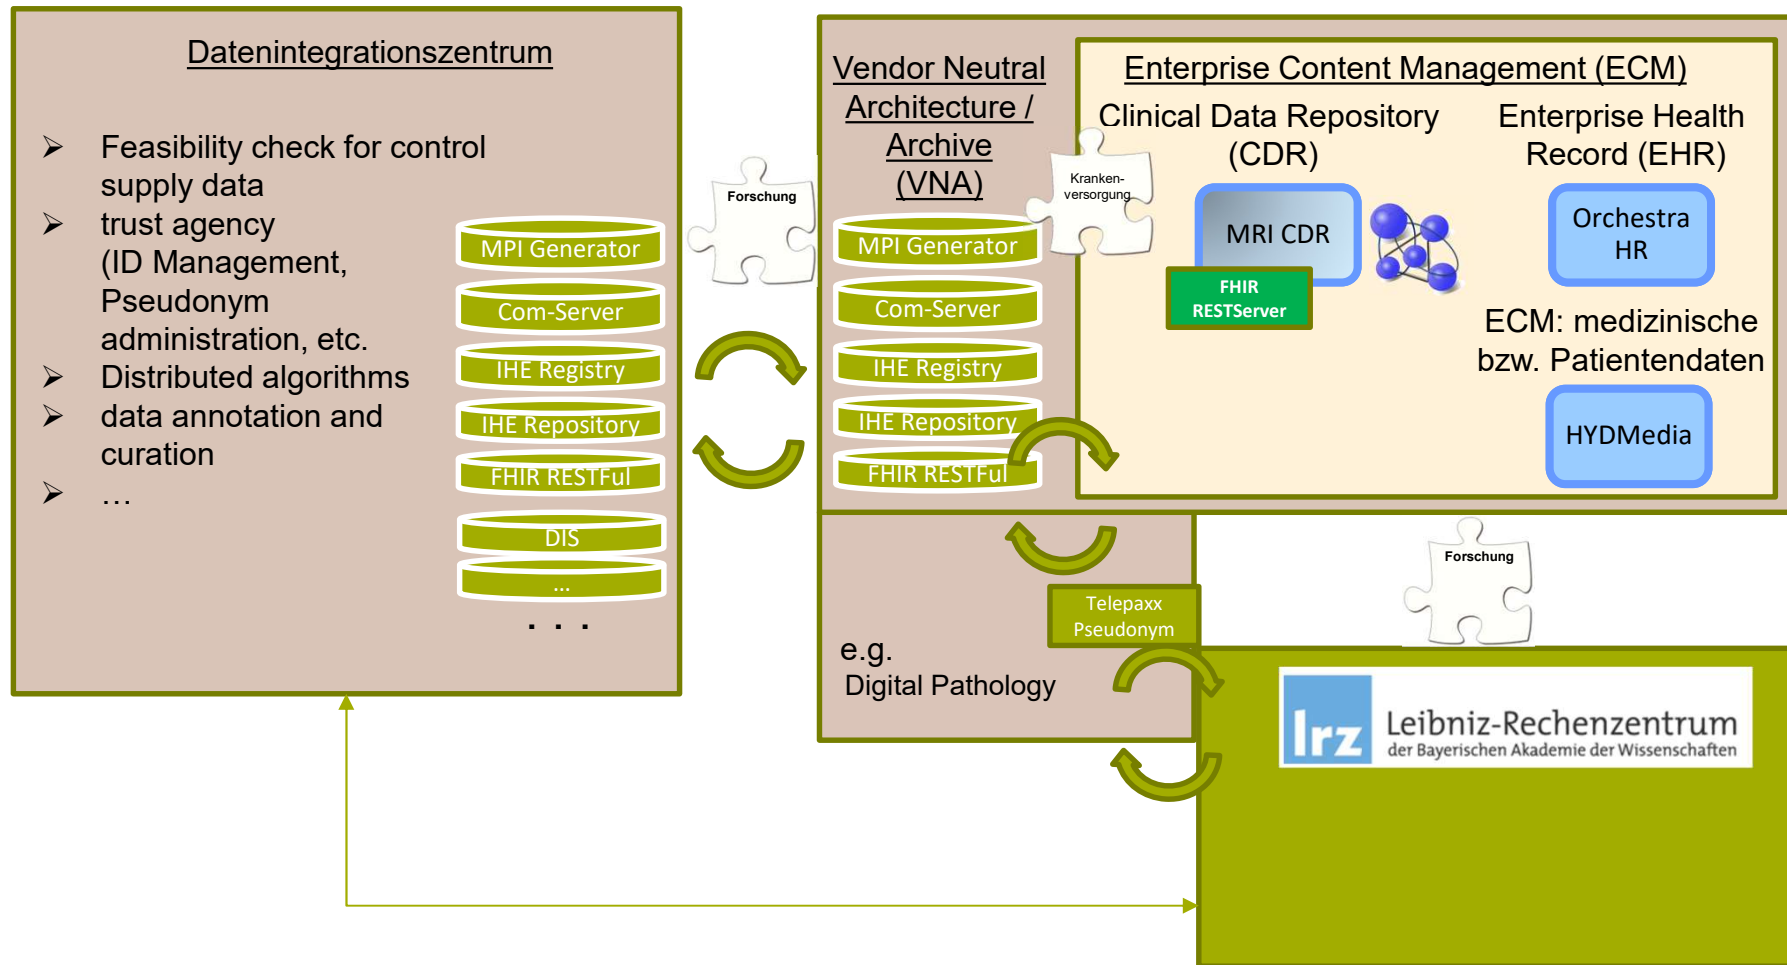 Datenintegrationszentrum
➢ Feasibility check for control
supply data
➢ trust agency
(ID Management,
Pseudonym
administration, etc.
➢ Distributed algorithms
➢ data annotation and
curation
➢ …
MPI Generator
Com-Server
IHE Registry
IHE Repository
FHIR RESTFul
DIS
...
. . .
Forschung
Vendor Neutral
Architecture /
Archive
(VNA)
MPI Generator
Com-Server
IHE Registry
IHE Repository
FHIR RESTFul
Kranken-
versorgung
Enterprise Content Management (ECM)
Clinical Data Repository
(CDR)
MRI CDR
FHIR
RESTServer
Enterprise Health
Record (EHR)
Orchestra
HR
ECM: medizinische
bzw. Patientendaten
HYDMedia
e.g.
Digital Pathology
Telepaxx
Pseudonym
Forschung
lrz
Leibniz-Rechenzentrum
der Bayerischen Akademie der Wissenschaften